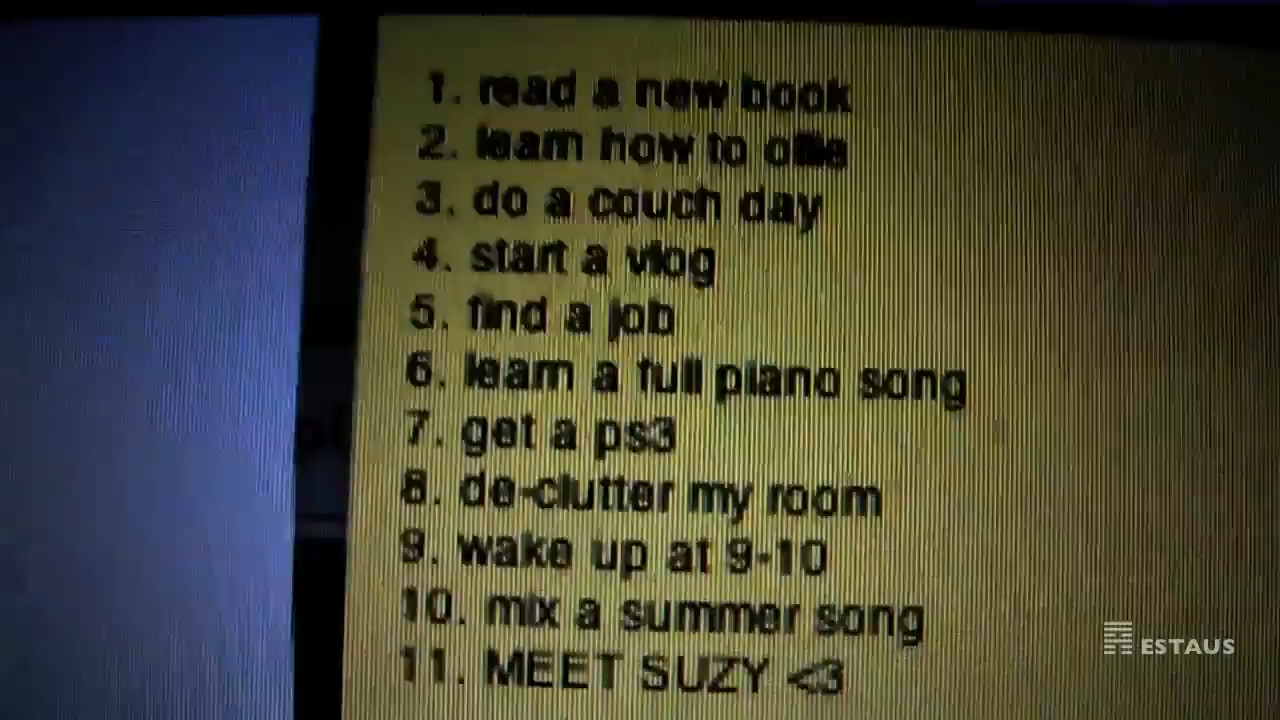 1. read a new book
2. learn how to ollie
3. do a couch day
4. start a vlog
5. find a job
6. learn a full piano song
7. get a ps3
8. de-clutter my room
9. wake up at 9-10
10. mix a summer song
11. MEET SUZY <3
ESTAUS